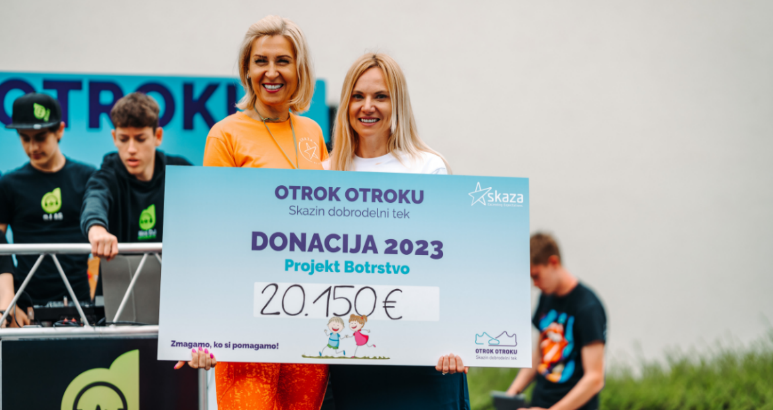 OTROKU
OTROK OTROKU
Skazin dobrodelni tek
skaza
DONACIJA 2023
Projekt Botrstvo
20.150€
Zmagamo, ko si pomagamo!
OTROK OTROKU
Skazin dobrodelni tek